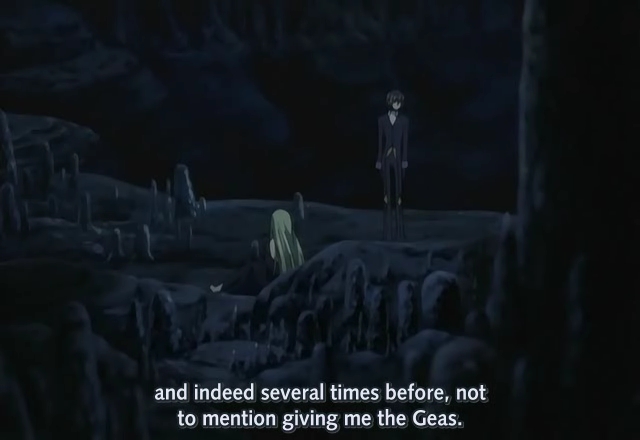 and indeed several times before, not
to mention giving me the Geas.